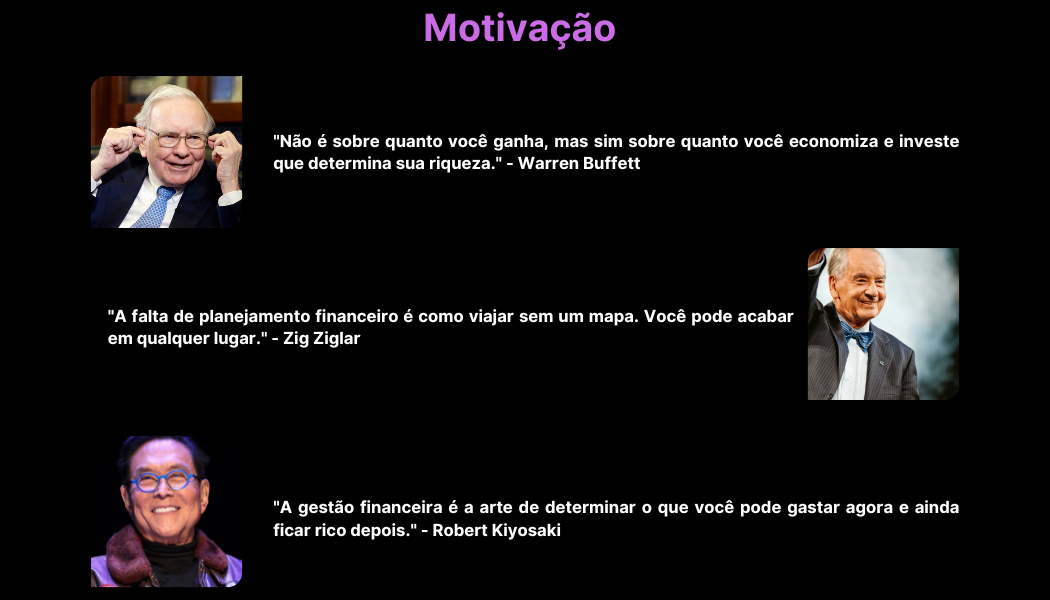 Motivação
"Não é sobre quanto você ganha, mas sim sobre quanto você economiza e investe
que determina sua riqueza." - Warren Buffett
"A falta de planejamento financeiro é como viajar sem um mapa. Você pode acabar
em qualquer lugar." - Zig Ziglar
"A gestão financeira é a arte de determinar o que você pode gastar agora e ainda
ficar rico depois." - Robert Kiyosaki